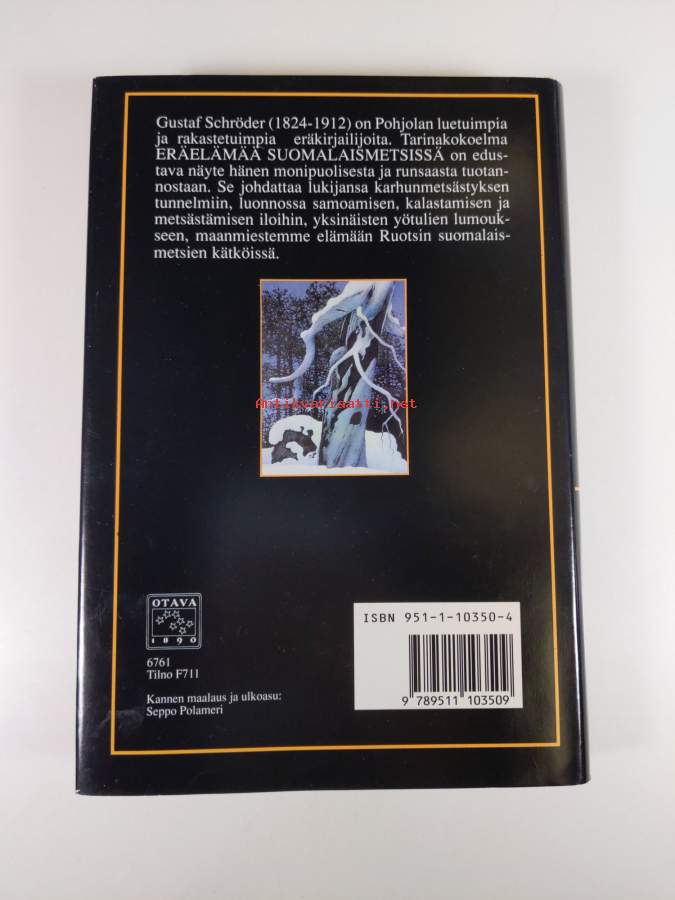 Gustaf Schröder (1824-1912) on Pohjolan luetuimpia
ja rakastetuimpia eräkirjailijoita. Tarinakokoelma
ERÄELÄMÄÄ SUOMALAISMETSISSÄ on edus-
tava näyte hänen monipuolisesta ja runsaasta tuotan-
nostaan. Se johdattaa lukijansa karhunmetsästyksen
tunnelmiin, luonnossa samoamisen, kalastamisen ja
metsästämisen iloihin, yksinäisten yötulien lumouk-
seen, maanmiestemme elämään Ruotsin suomalais-
metsien kätköissä.
Antikvariaatti.net
OTAVA
1890
6761
Tilno F711
Kannen maalaus ja ulkoasu:
Seppo Polameri
ISBN 951-1-10350-4
9 789511 103509